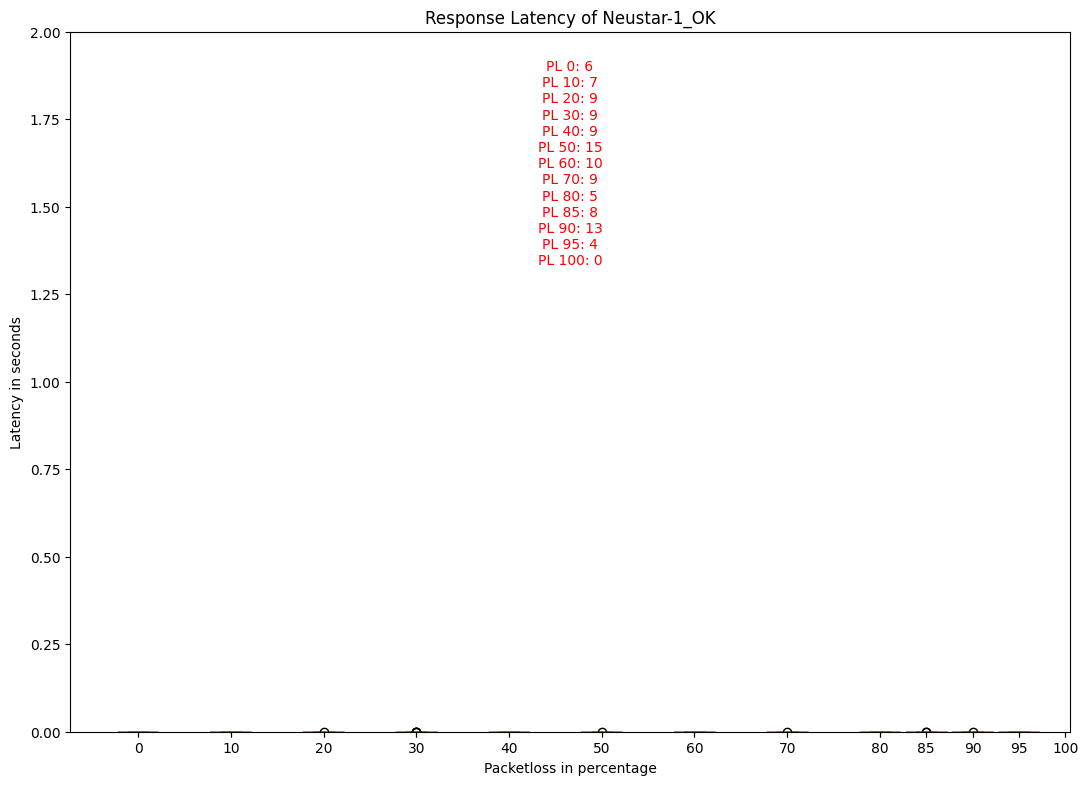 Response Latency of Neustar-1_OK
2.00
1.75
1.50
1.25
1.00
0.75
0.50
0.25
0.00
Latency in seconds
PL 0: 6
PL 10: 7
PL 20: 9
PL 30: 9
PL 40: 9
PL 50: 15
PL 60: 10
PL 70: 9
PL 80: 5
PL 85: 8
PL 90: 13
PL 95: 4
PL 100: 0
0 10 20 30 40 50 60 70 80 85 90 95 100
Packetloss in percentage